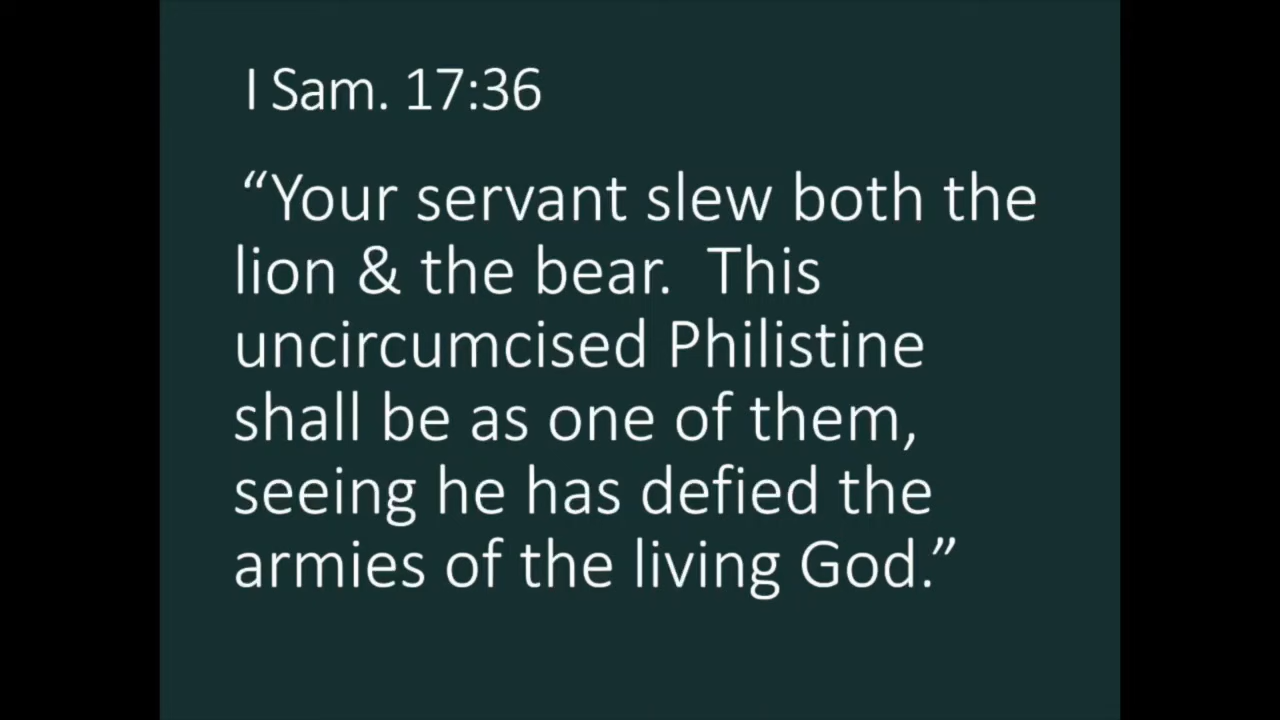 I Sam. 17:36
“Your servant slew both the
lion & the bear.  This
uncircumcised Philistine
shall be as one of them,
seeing he has defied the
armies of the living God.”